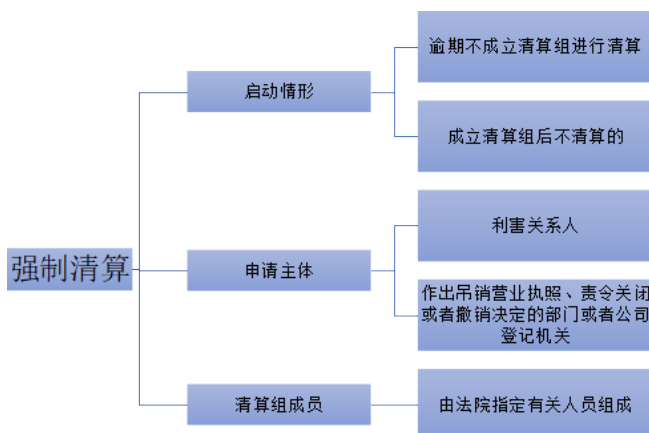 强制清算
启动情形
逾期不成立清算组进行清算
成立清算组后不清算的
申请主体
利害关系人
作出吊销营业执照、责令关闭
或者撤销决定的部门或者公司
登记机关
清算组成员
由法院指定有关人员组成